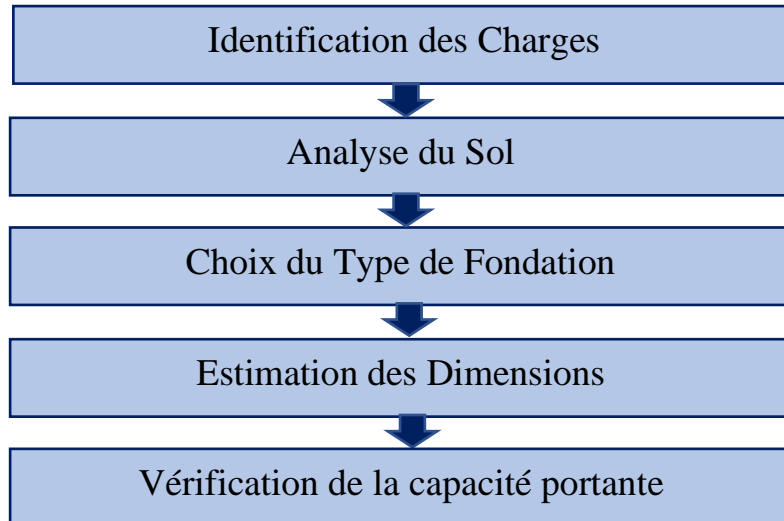 Identification des Charges
Analyse du Sol
Choix du Type de Fondation
Estimation des Dimensions
Vérification de la capacité portante